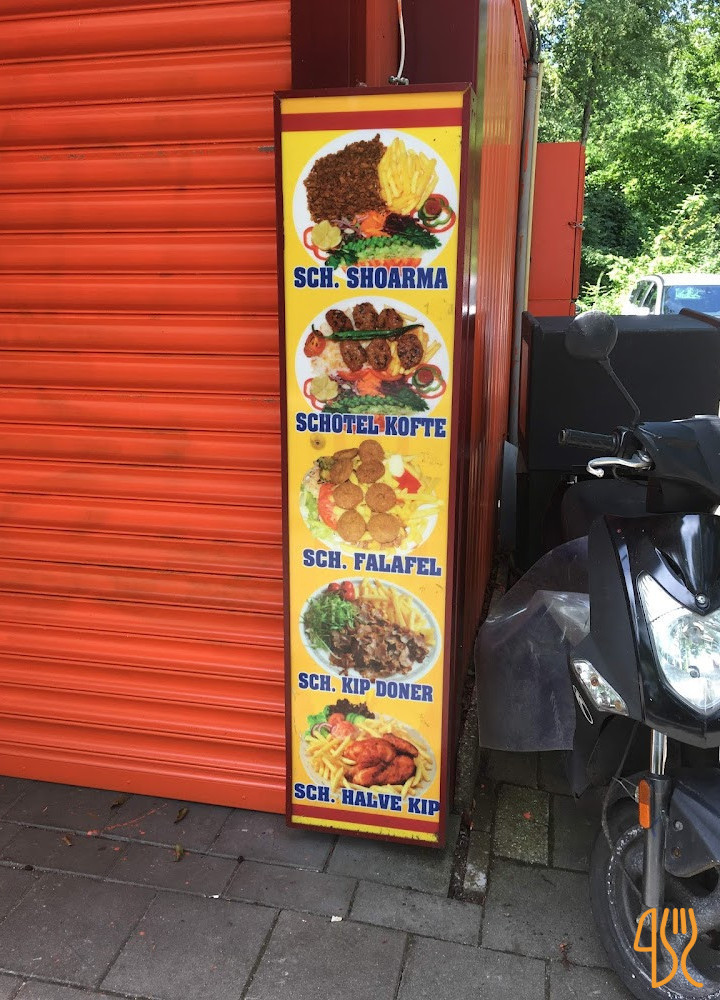 SCH. SHOARMA
SCHOTEL KOFTE
SCH. FALAFEL
SCH. KIP DONER
SCH. HALVE KIP